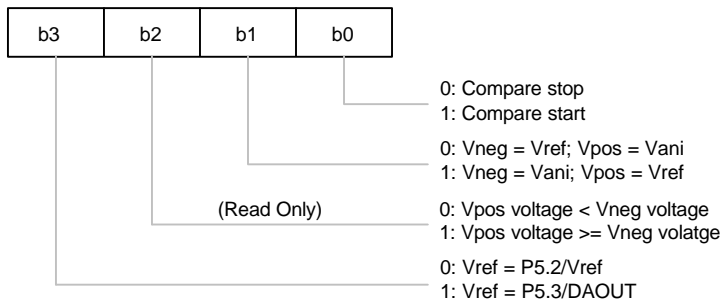 b3 b2 b1 b0
0: Compare stop
1: Compare start
0: Vneg = Vref; Vpos = Vani
1: Vneg = Vani; Vpos = Vref
(Read Only) 0: Vpos voltage < Vneg voltage
1: Vpos voltage >= Vneg volatge
0: Vref = P5.2/Vref
1: Vref = P5.3/DAOUT